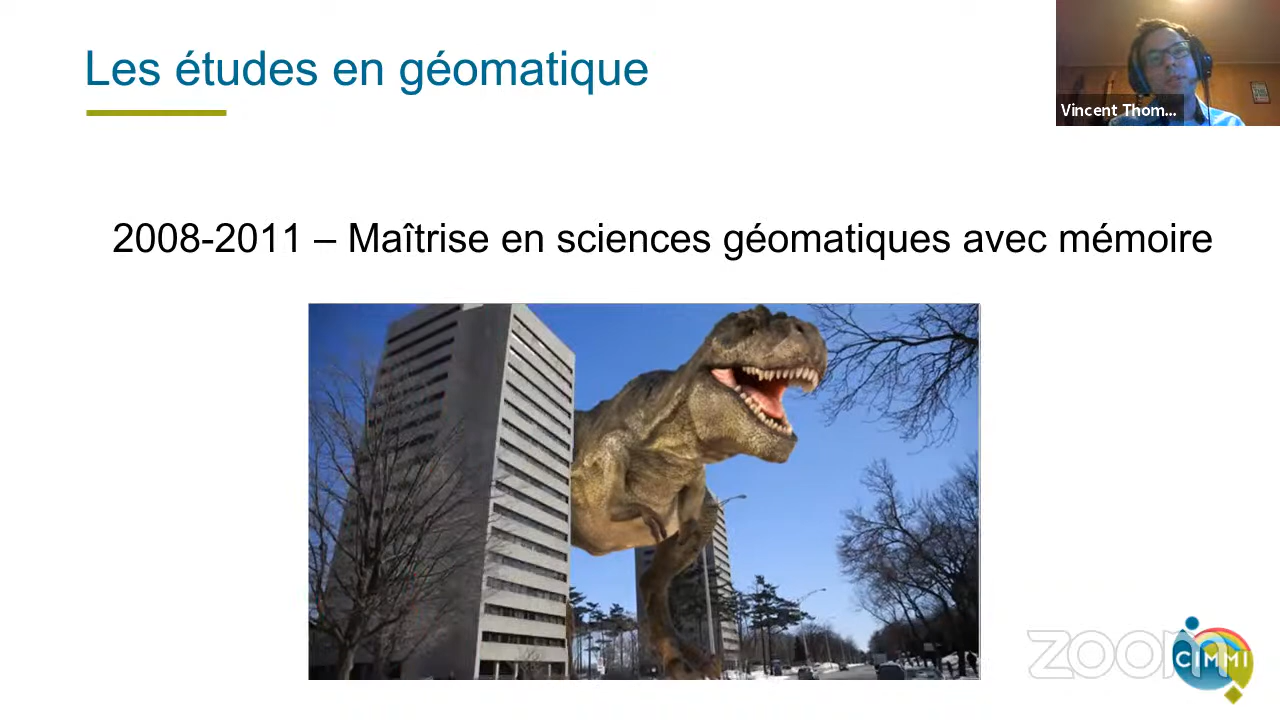 Les études en géomatique
Vincent Thom...
2008-2011 – Maîtrise en sciences géomatiques avec mémoire
zoom
CIMMI